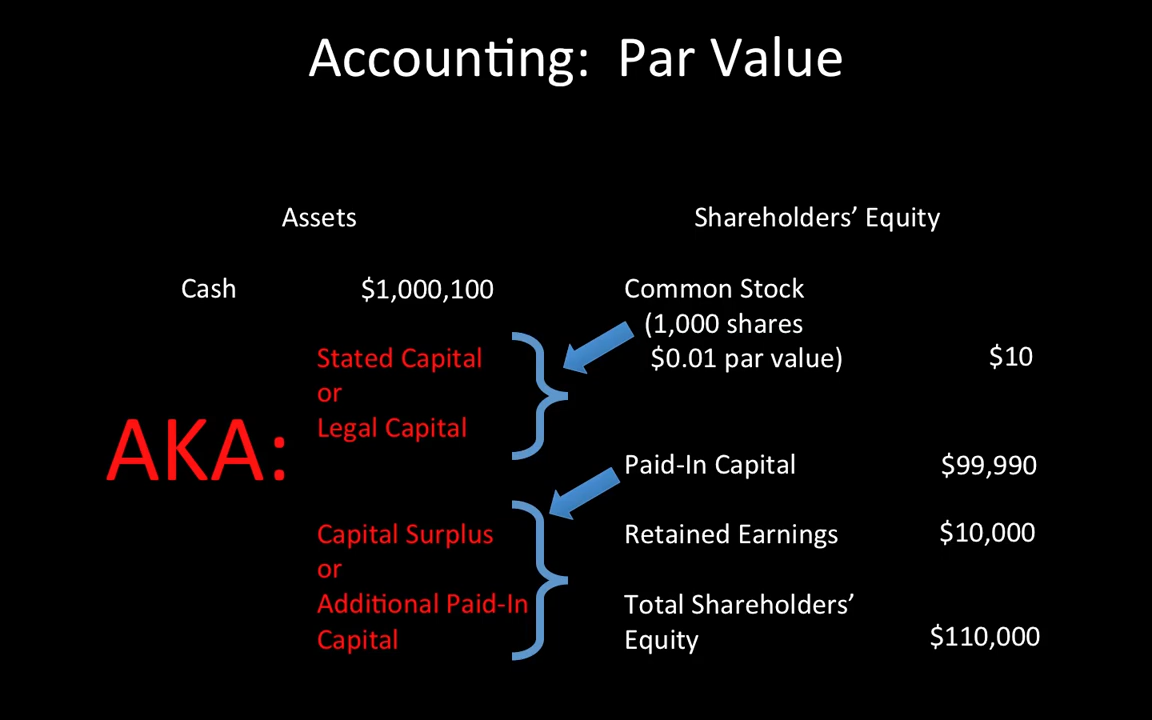 Accounting: Par Value
Assets
Shareholders’ Equity
Cash $1,000,100
Common Stock
(1,000 shares
$0.01 par value) $10
Stated Capital
or
Legal Capital
AKA:
Paid-In Capital $99,990
Capital Surplus
or
Additional Paid-In
Capital
Retained Earnings $10,000
Total Shareholders’
Equity $110,000